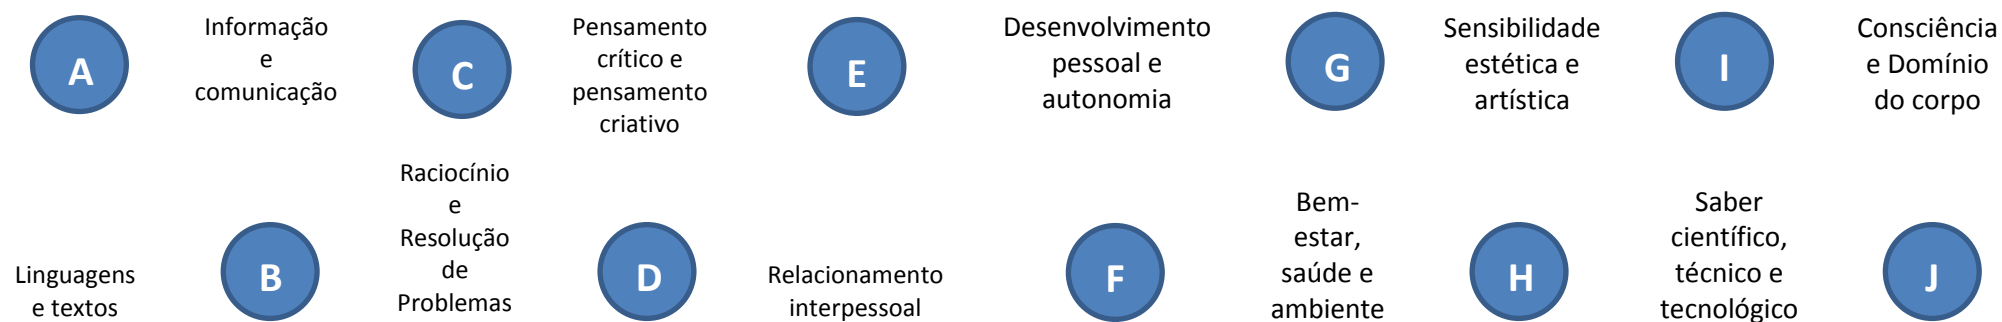 A
Linguagens
e textos
Informação
e
comunicação
B
C
Raciocínio
e
Resolução
de
Problemas
Pensamento
crítico e
pensamento
criativo
D
E
Relacionamento
interpessoal
Desenvolvimento
pessoal e
autonomia
F
G
Bem-
estar,
saúde e
ambiente
Sensibilidade
estética e
artística
H
I
Saber
científico,
técnico e
tecnológico
Consciência
e Domínio
do corpo
J